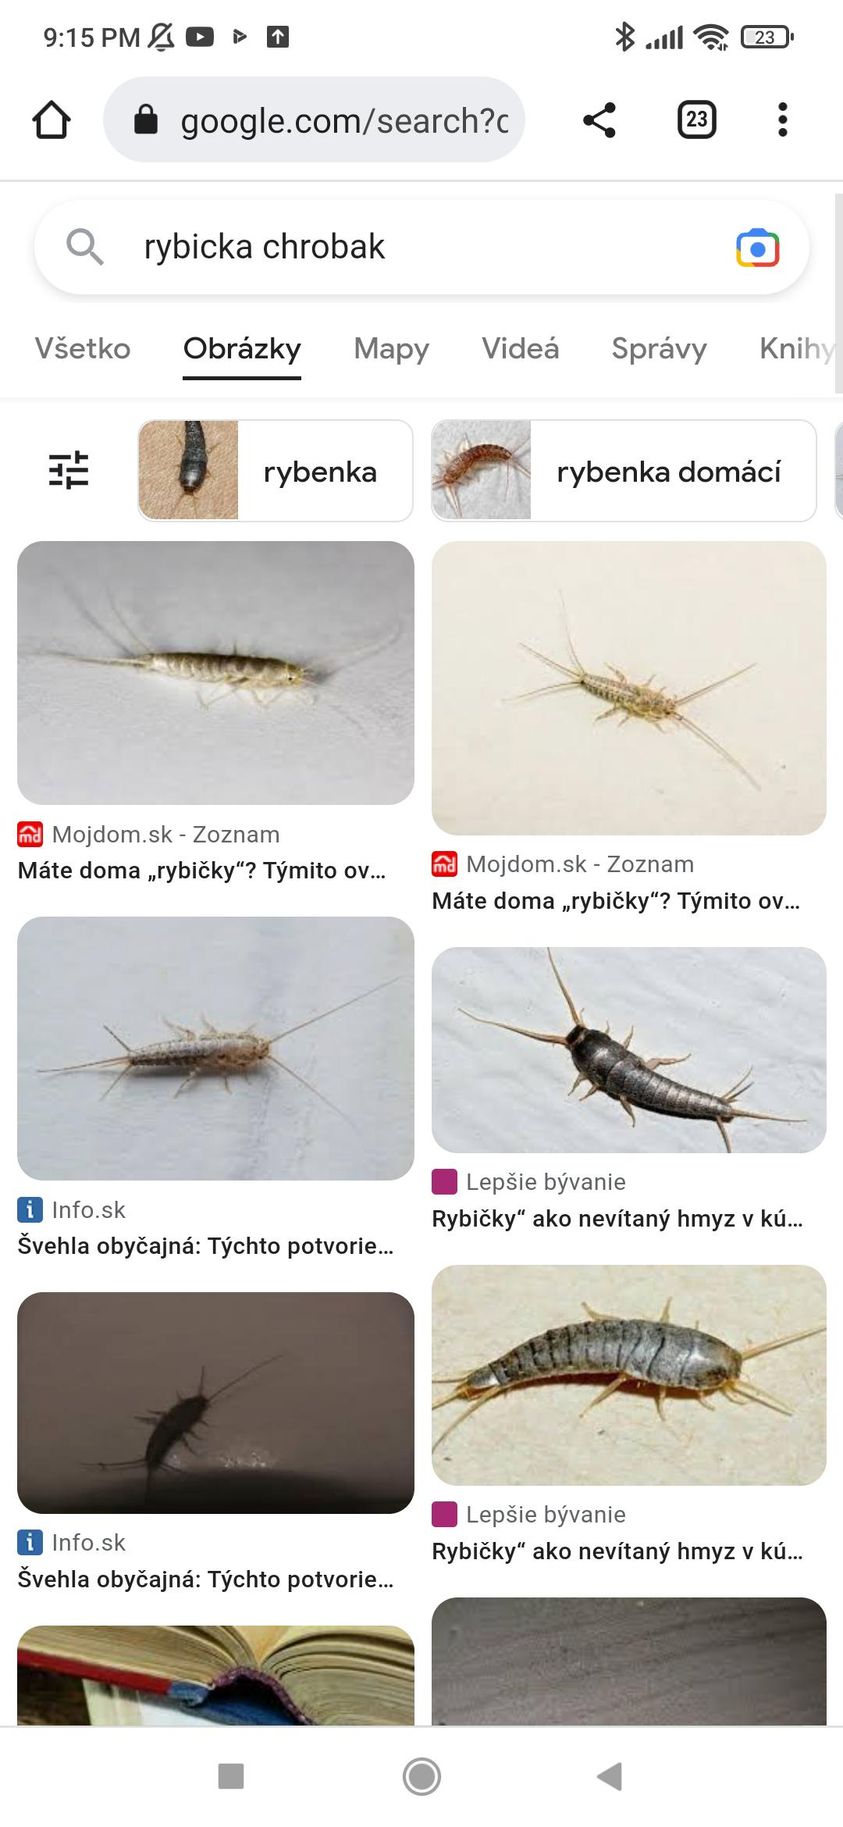 9:15 PM
23
google.com/search?c
23
rybicka chrobak
Všetko Obrázky Mapy Videá Správy Knihy
rybenka
rybenka domácí
md Mojdom.sk - Zoznam
Máte doma „rybičky“? Týmito ov...
md Mojdom.sk - Zoznam
Máte doma „rybičky“? Týmito ov...
i Info.sk
Švehla obyčajná: Týchto potvorie...
Lepšie bývanie
Rybičky“ ako nevítaný hmyz v kú...
i Info.sk
Švehla obyčajná: Týchto potvorie...
Lepšie bývanie
Rybičky“ ako nevítaný hmyz v kú...